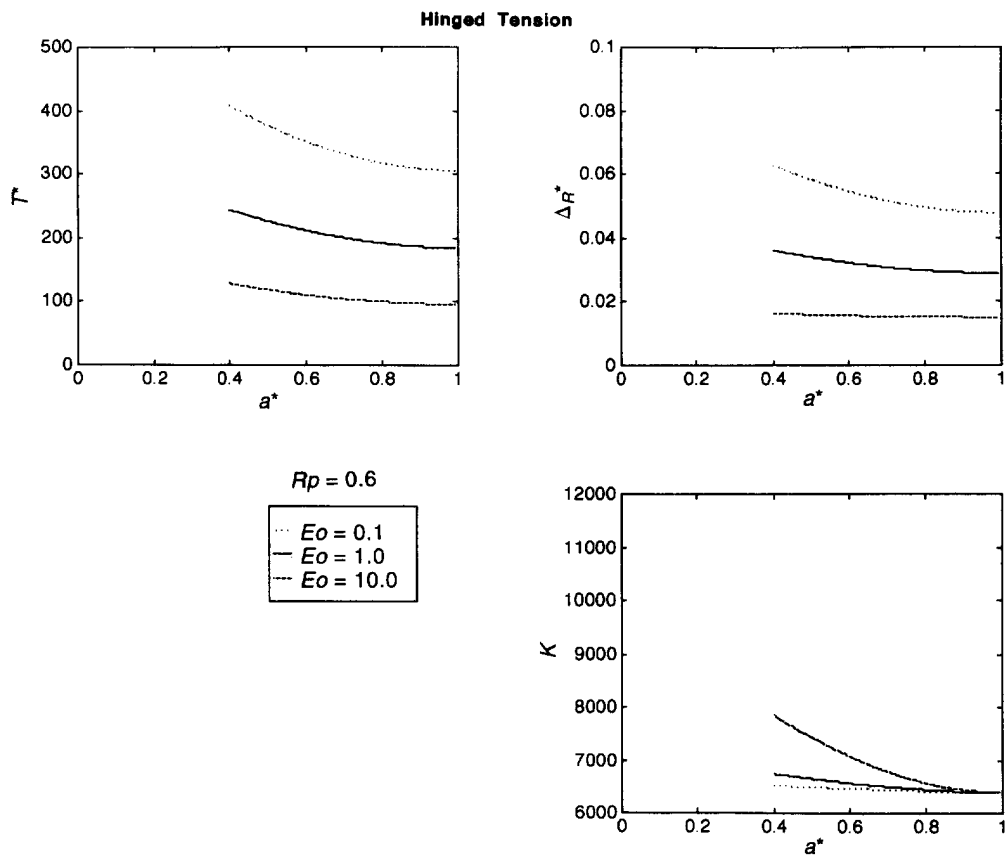 Hinged Tension
500
400
300
200
100
0
T*
0 0.2 0.4 0.6 0.8 1
a*
0.1
0.08
0.06
0.04
0.02
0
ΔR*
0 0.2 0.4 0.6 0.8 1
a*
Rp = 0.6
Eo = 0.1
Eo = 1.0
Eo = 10.0
12000
11000
10000
9000
8000
7000
6000
K
0 0.2 0.4 0.6 0.8 1
a*